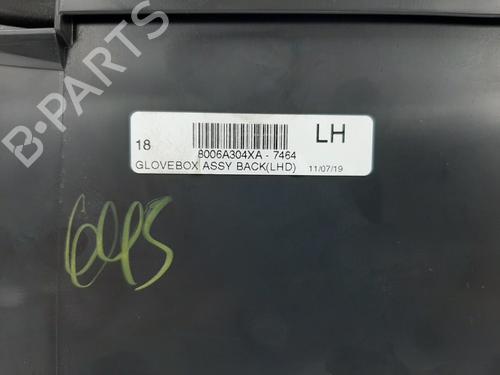 B-PARTS
18
LH
8006A304XA - 7464
GLOVEBOX ASSY BACK(LHD)
11/07/19